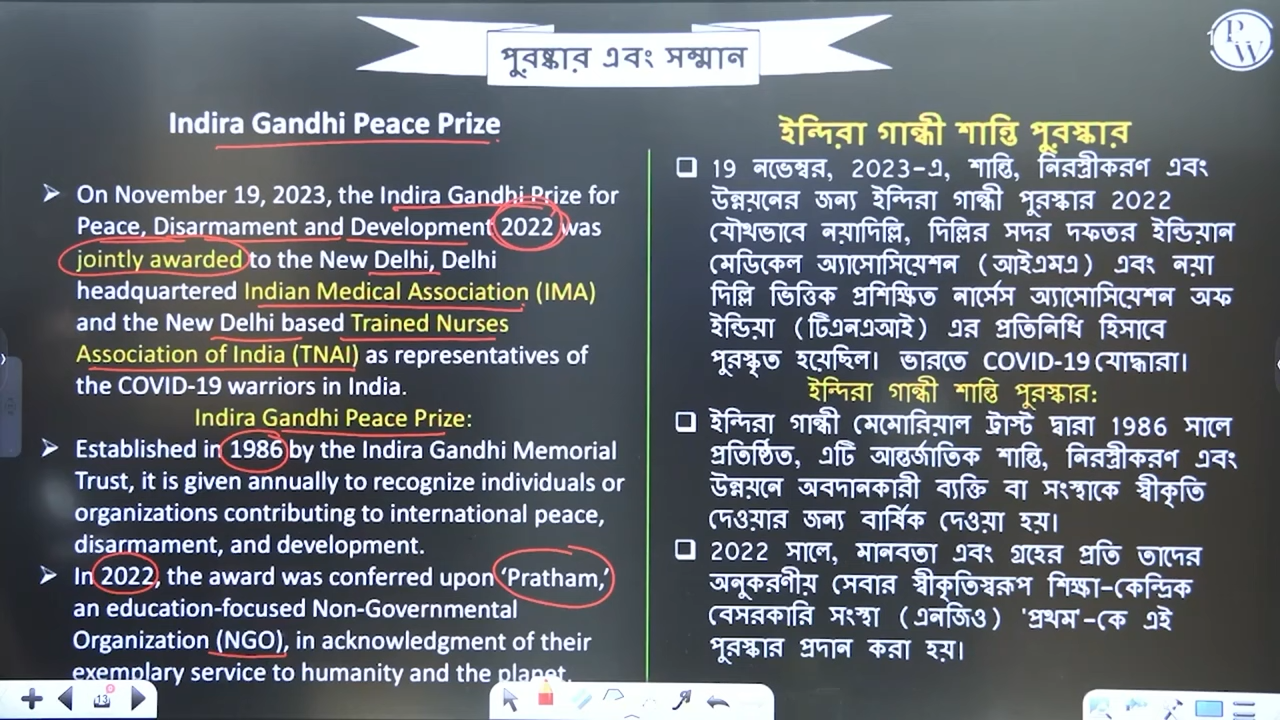 পুরষ্কার এবং সম্মান
PW
Indira Gandhi Peace Prize
➤ On November 19, 2023, the Indira Gandhi Prize for
Peace, Disarmament and Development 2022 was
jointly awarded to the New Delhi, Delhi
headquartered Indian Medical Association (IMA)
and the New Delhi based Trained Nurses
Association of India (TNAI) as representatives of
the COVID-19 warriors in India.
Indira Gandhi Peace Prize:
➤ Established in 1986 by the Indira Gandhi Memorial
Trust, it is given annually to recognize individuals or
organizations contributing to international peace,
disarmament, and development.
➤ In 2022, the award was conferred upon ‘Pratham,’
an education-focused Non-Governmental
Organization (NGO), in acknowledgment of their
exemplary service to humanity and the planet.
ইন্দিরা গান্ধী শান্তি পুরস্কার
❑ 19 নভেম্বর, 2023-এ, শান্তি, নিরস্ত্রীকরণ এবং
উন্নয়নের জন্য ইন্দিরা গান্ধী পুরস্কার 2022
যৌথভাবে নয়াদিল্লি, দিল্লির সদর দফতর ইন্ডিয়ান
মেডিকেল অ্যাসোসিয়েশন (আইএমএ) এবং নয়া
দিল্লি ভিত্তিক প্রশিক্ষিত নার্সেস অ্যাসোসিয়েশন অফ
ইন্ডিয়া (টিএনএআই) এর প্রতিনিধি হিসাবে
পুরস্কৃত হয়েছিল। ভারতে COVID-19 যোদ্ধারা।
ইন্দিরা গান্ধী শান্তি পুরস্কার:
❑ ইন্দিরা গান্ধী মেমোরিয়াল ট্রাস্ট দ্বারা 1986 সালে
প্রতিষ্ঠিত, এটি আন্তর্জাতিক শান্তি, নিরস্ত্রীকরণ এবং
উন্নয়নে অবদানকারী ব্যক্তি বা সংস্থাকে স্বীকৃতি
দেওয়ার জন্য বার্ষিক দেওয়া হয়।
❑ 2022 সালে, মানবতা এবং গ্রহের প্রতি তাদের
অনুকরণীয় সেবার স্বীকৃতিস্বরূপ শিক্ষা-কেন্দ্রিক
বেসরকারি সংস্থা (এনজিও) 'প্রথম'-কে এই
পুরস্কার প্রদান করা হয়।
13